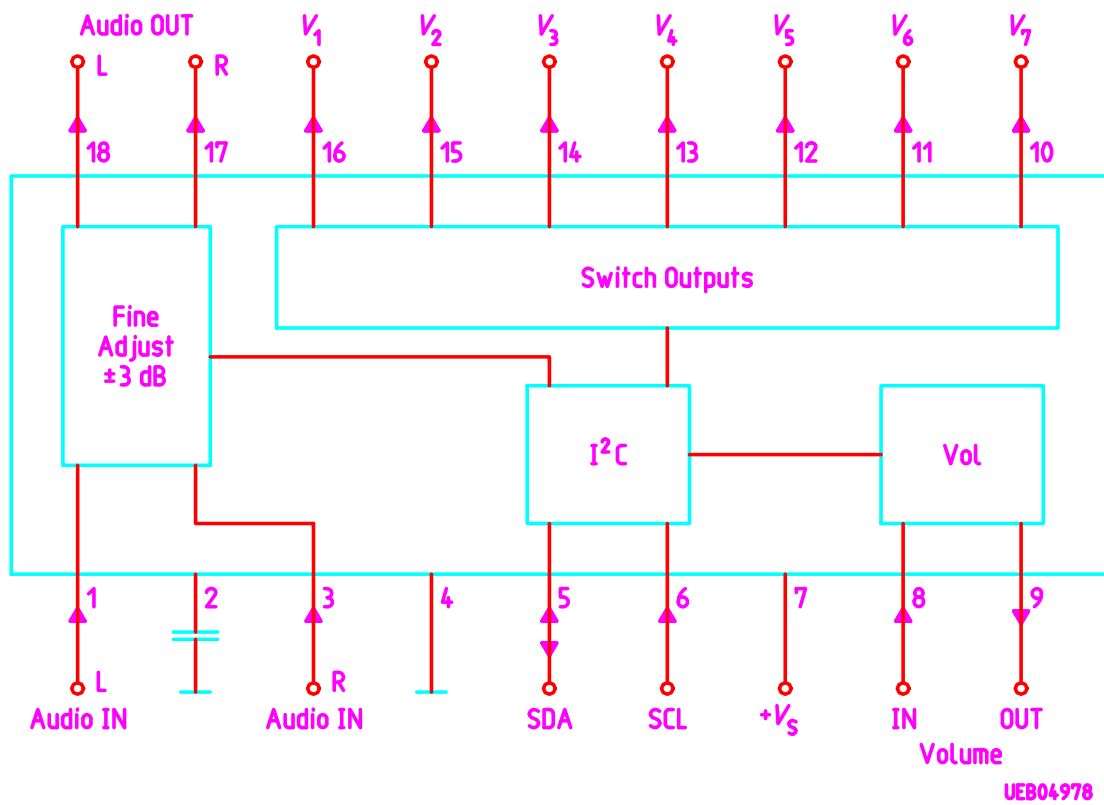 Audio OUT V1 V2 V3 V4 V5 V6 V7
L R
18 17 16 15 14 13 12 11 10
Switch Outputs
Fine
Adjust
±3 dB
I²C Vol
1 2 3 4 5 6 7 8 9
L R
Audio IN Audio IN SDA SCL +VS IN OUT
Volume
UEB04978